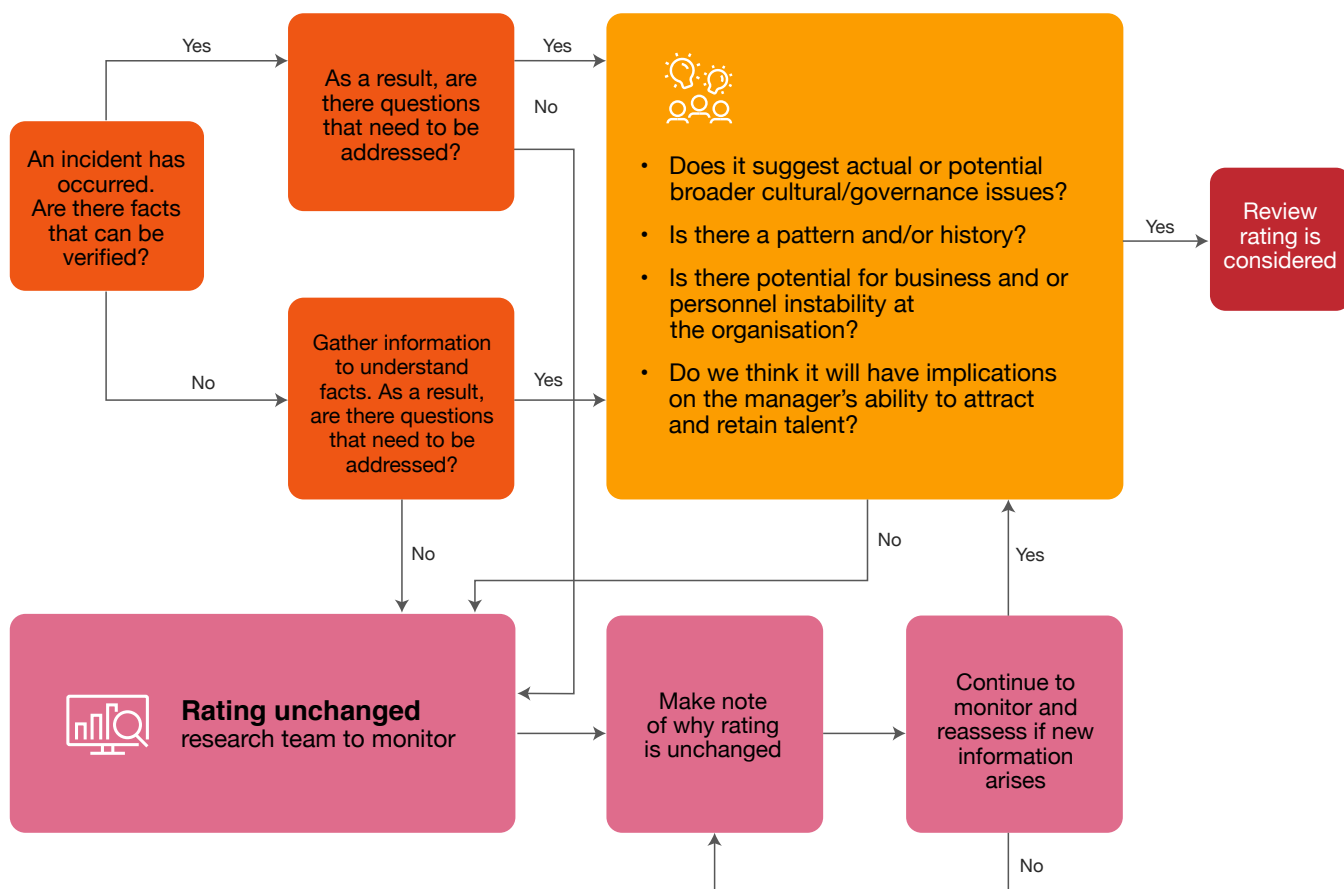 An incident has
occurred.
Are there facts
that can be
verified?
Yes
No
As a result, are
there questions
that need to be
addressed?
Yes
No
Gather information
to understand
facts. As a result,
are there questions
that need to be
addressed?
Yes
No
• Does it suggest actual or potential
broader cultural/governance issues?
• Is there a pattern and/or history?
• Is there potential for business and or
personnel instability at
the organisation?
• Do we think it will have implications
on the manager’s ability to attract
and retain talent?
Yes
No
Review
rating is
considered
Rating unchanged
research team to monitor
Make note
of why rating
is unchanged
Continue to
monitor and
reassess if new
information
arises
Yes
No